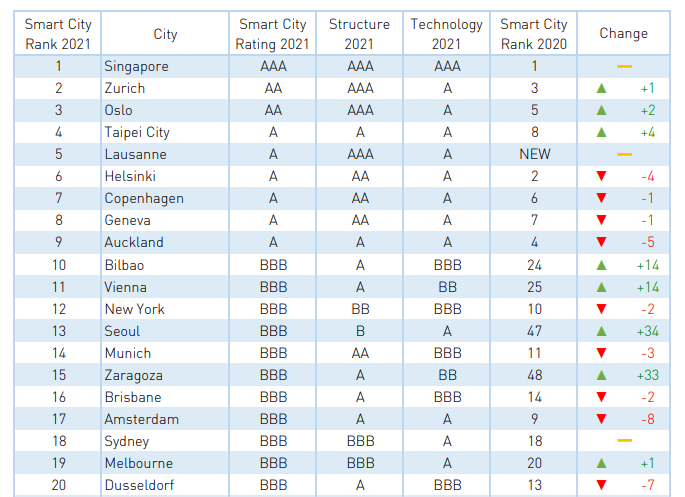 Smart City Rank 2021 City Smart City Rating 2021 Structure 2021 Technology 2021 Smart City Rank 2020 Change
1 Singapore AAA AAA AAA 1 —
2 Zurich AA AAA A 3 ▲ +1
3 Oslo AA AAA A 5 ▲ +2
4 Taipei City A A A 8 ▲ +4
5 Lausanne A AAA A NEW —
6 Helsinki A AA A 2 ▼ -4
7 Copenhagen A AA A 6 ▼ -1
8 Geneva A AA A 7 ▼ -1
9 Auckland A A A 4 ▼ -5
10 Bilbao BBB A BBB 24 ▲ +14
11 Vienna BBB A BB 25 ▲ +14
12 New York BBB BB BBB 10 ▼ -2
13 Seoul BBB B A 47 ▲ +34
14 Munich BBB AA BBB 11 ▼ -3
15 Zaragoza BBB A BB 48 ▲ +33
16 Brisbane BBB A BBB 14 ▼ -2
17 Amsterdam BBB A A 9 ▼ -8
18 Sydney BBB BBB A 18 —
19 Melbourne BBB BBB A 20 ▲ +1
20 Dusseldorf BBB A BBB 13 ▼ -7